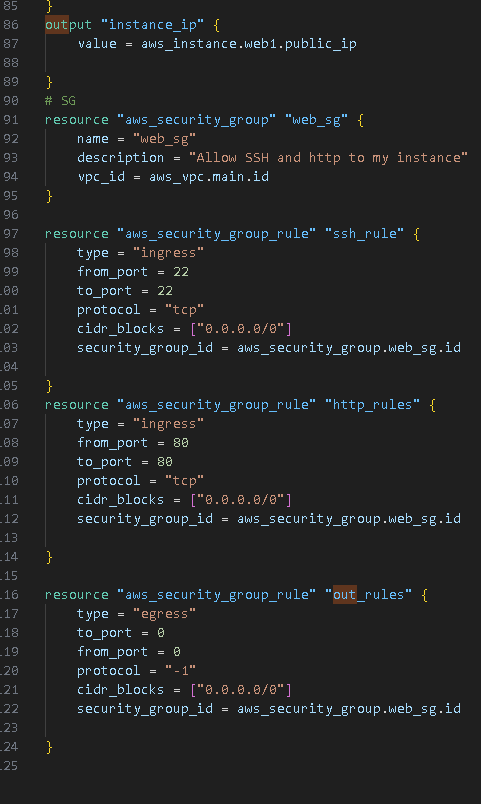 85 }
86 output "instance_ip" {
87 value = aws_instance.web1.public_ip
88
89 }
90 # SG
91 resource "aws_security_group" "web_sg" {
92 name = "web_sg"
93 description = "Allow SSH and http to my instance"
94 vpc_id = aws_vpc.main.id
95 }
96
97 resource "aws_security_group_rule" "ssh_rule" {
98 type = "ingress"
99 from_port = 22
100 to_port = 22
101 protocol = "tcp"
102 cidr_blocks = ["0.0.0.0/0"]
103 security_group_id = aws_security_group.web_sg.id
104
105 }
106 resource "aws_security_group_rule" "http_rules" {
107 type = "ingress"
108 from_port = 80
109 to_port = 80
110 protocol = "tcp"
111 cidr_blocks = ["0.0.0.0/0"]
112 security_group_id = aws_security_group.web_sg.id
113
114 }
115
116 resource "aws_security_group_rule" "out_rules" {
117 type = "egress"
118 to_port = 0
119 from_port = 0
120 protocol = "-1"
121 cidr_blocks = ["0.0.0.0/0"]
122 security_group_id = aws_security_group.web_sg.id
123
124 }
125